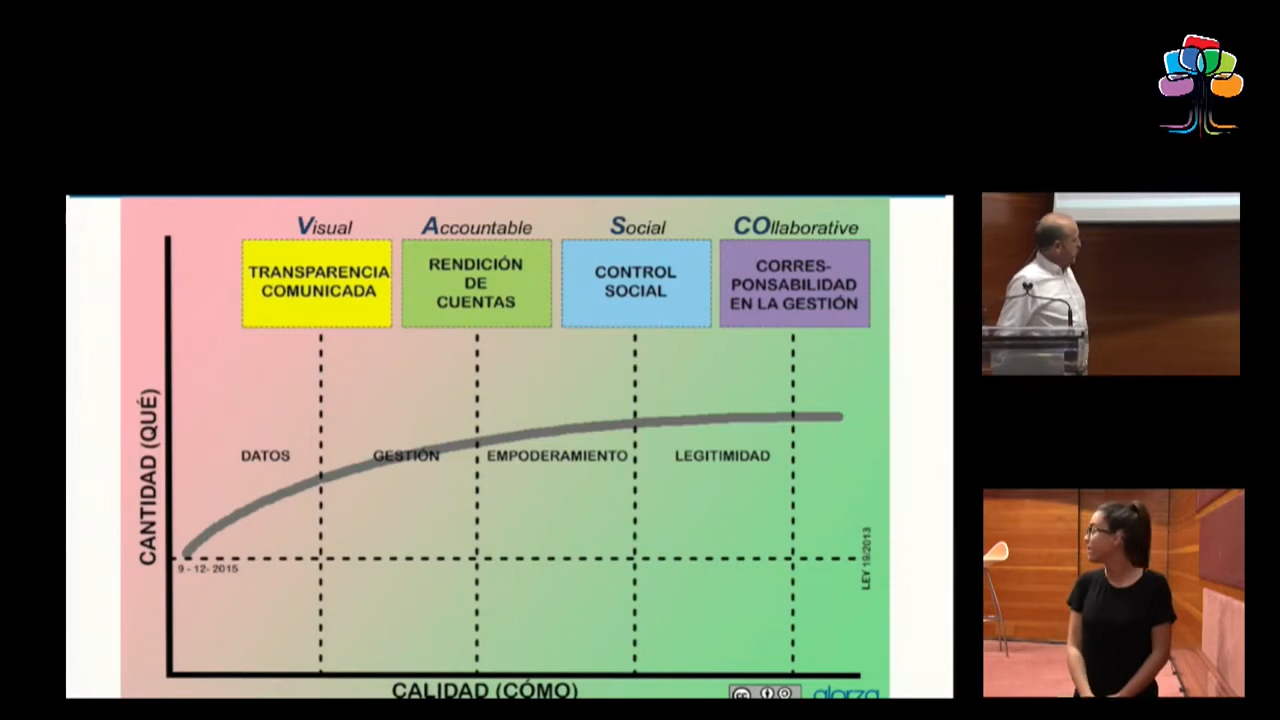 Visual
Accountable
Social
COllaborative
TRANSPARENCIA
COMUNICADA
RENDICIÓN
DE
CUENTAS
CONTROL
SOCIAL
CORRES-
PONSABILIDAD
EN LA GESTIÓN
CANTIDAD (QUÉ)
DATOS
GESTIÓN
EMPODERAMIENTO
LEGITIMIDAD
9 - 12- 2015
LEY 19/2013
CALIDAD (CÓMO)
cc
alorza